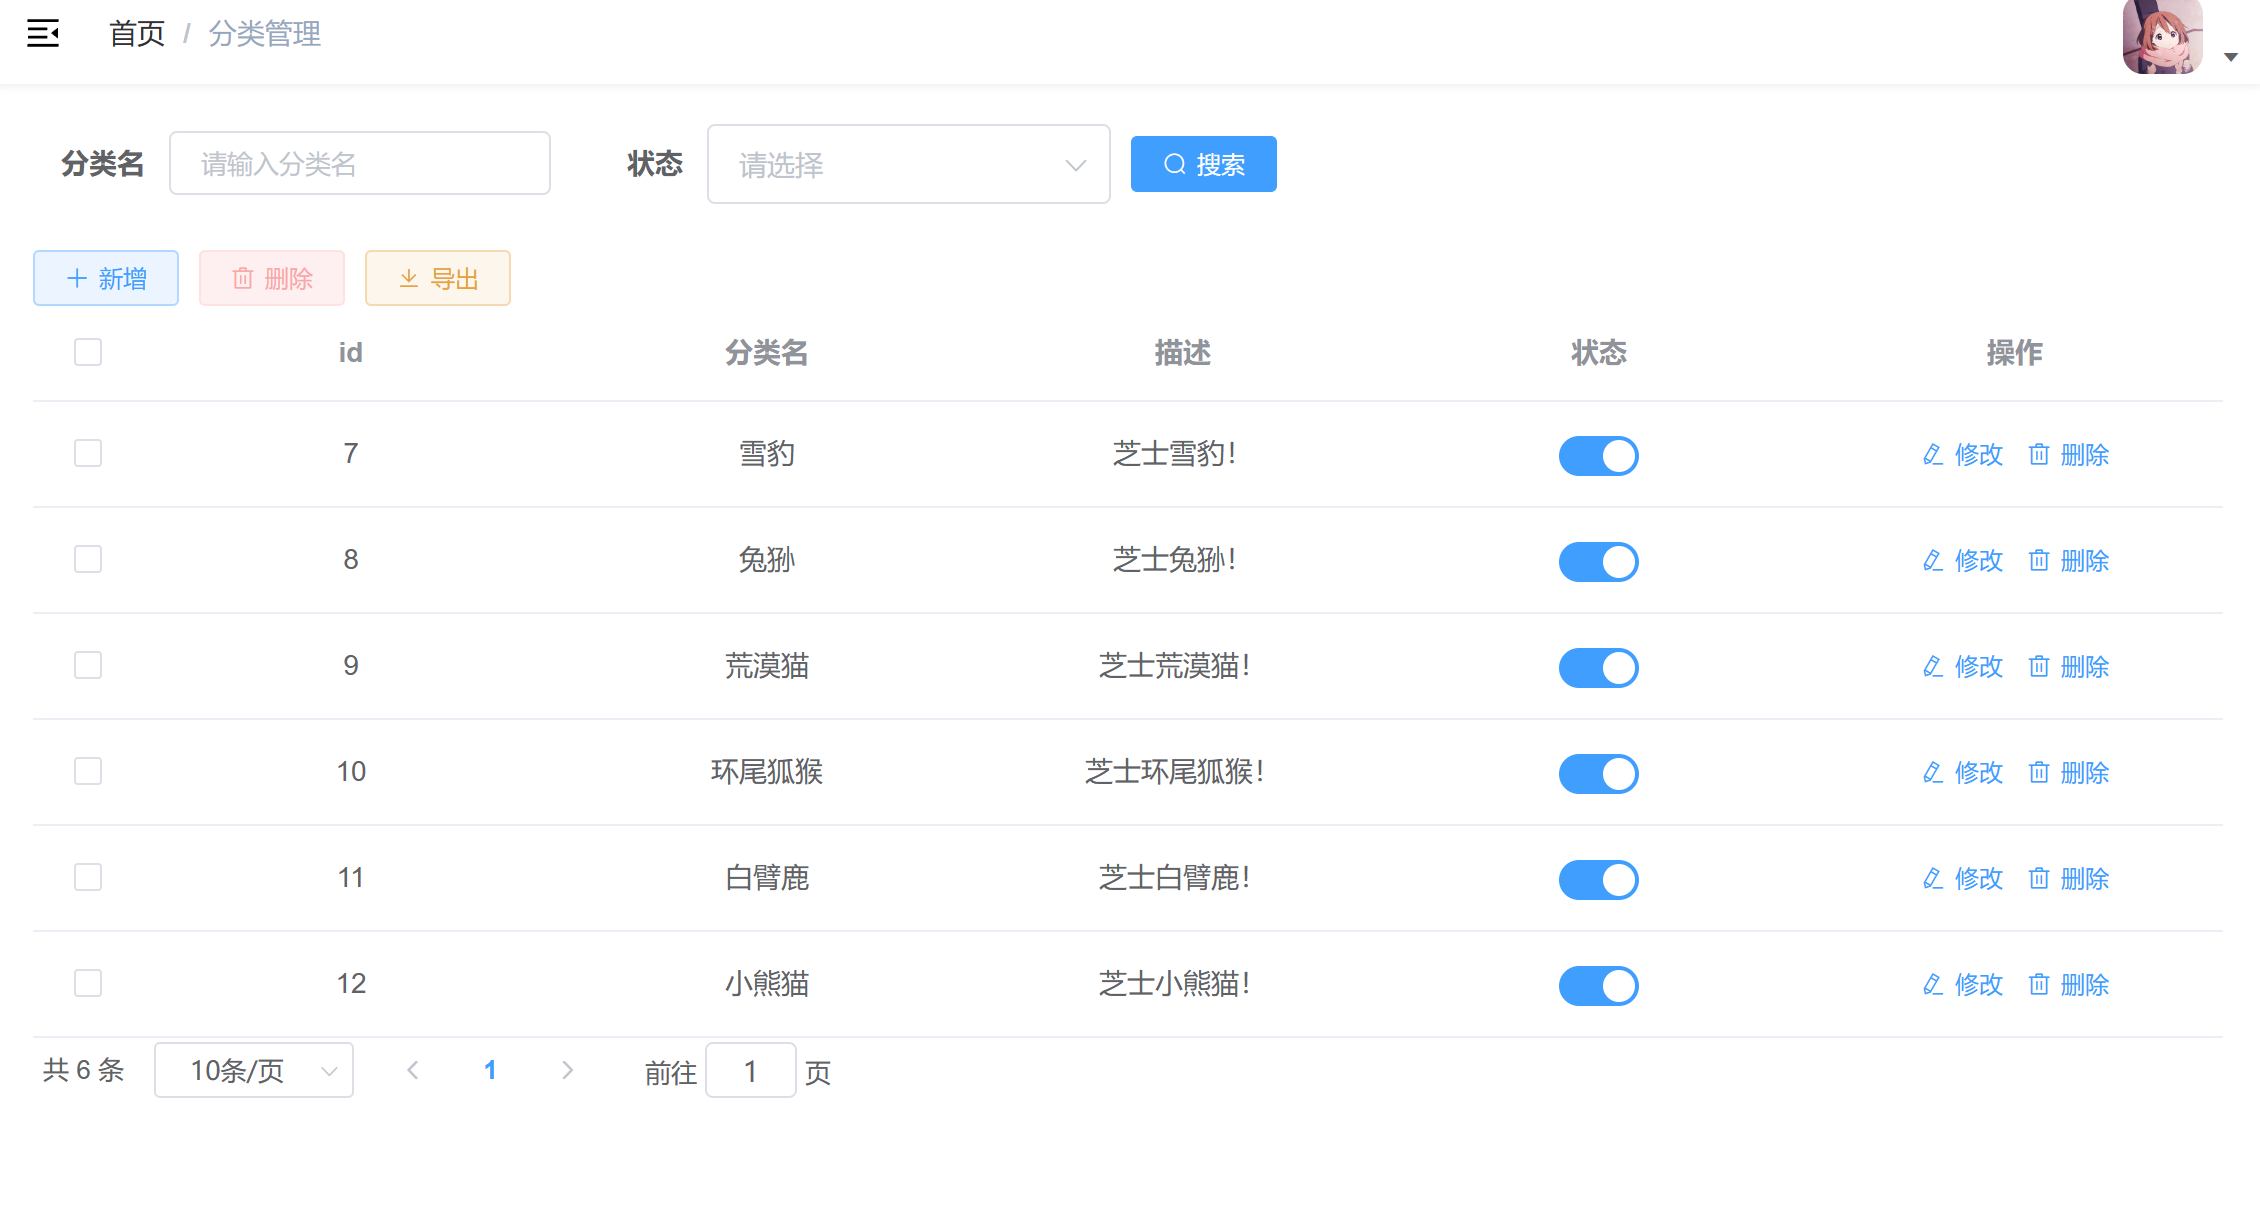 首页 / 分类管理
分类名 请输入分类名 状态 请选择 搜索
新增 删除 导出
id 分类名 描述 状态 操作
7 雪豹 芝士雪豹！ 修改 删除
8 兔狲 芝士兔狲！ 修改 删除
9 荒漠猫 芝士荒漠猫！ 修改 删除
10 环尾狐猴 芝士环尾狐猴！ 修改 删除
11 白臂鹿 芝士白臂鹿！ 修改 删除
12 小熊猫 芝士小熊猫！ 修改 删除
共 6 条 10条/页 1 前往 1 页